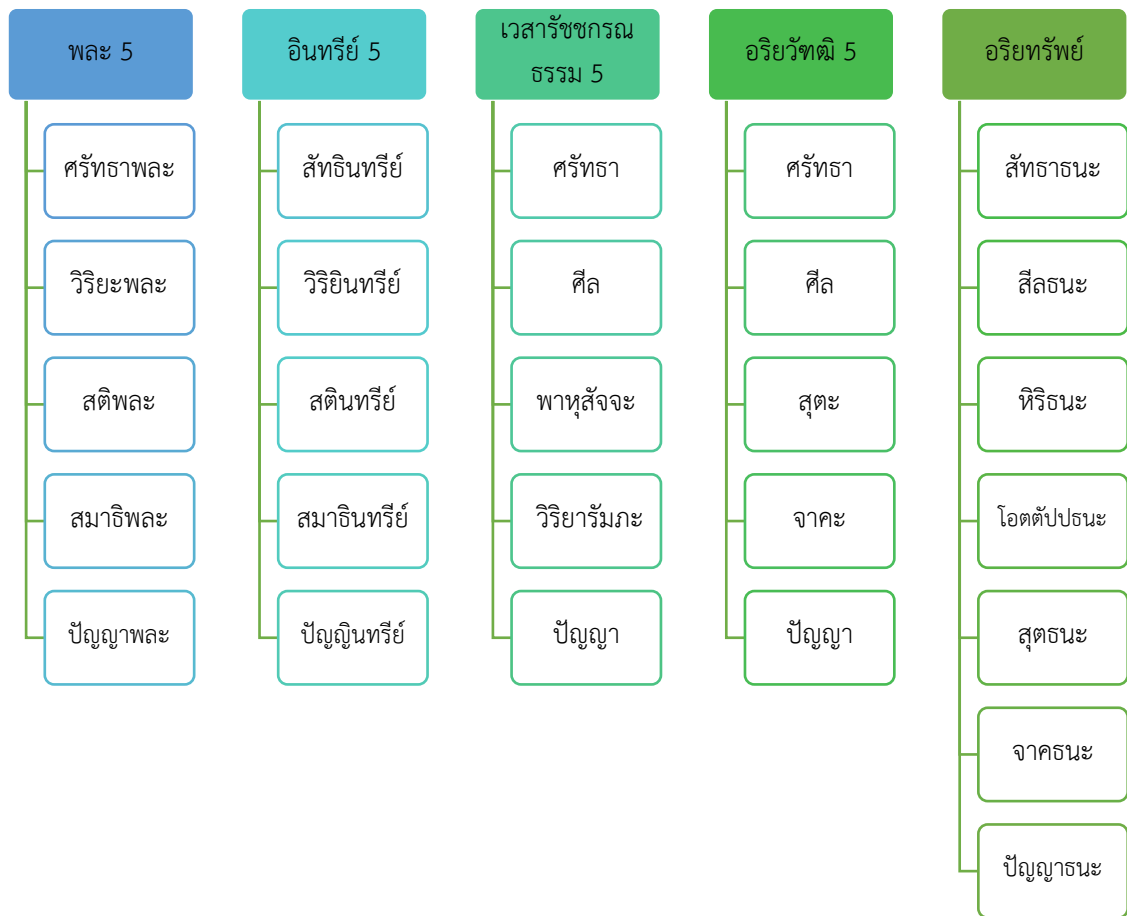 พละ 5
ศรัทธาพละ
วิริยะพละ
สติพละ
สมาธิพละ
ปัญญาพละ
อินทรีย์ 5
สัทธินทรีย์
วิริยินทรีย์
สตินทรีย์
สมาธินทรีย์
ปัญญินทรีย์
เวสารัชชกรณ
ธรรม 5
ศรัทธา
ศีล
พาหุสัจจะ
วิริยารัมภะ
ปัญญา
อริยวัฑฒิ 5
ศรัทธา
ศีล
สุตะ
จาคะ
ปัญญา
อริยทรัพย์
สัทธาธนะ
สีลธนะ
หิริธนะ
โอตตัปปธนะ
สุตธนะ
จาคธนะ
ปัญญาธนะ